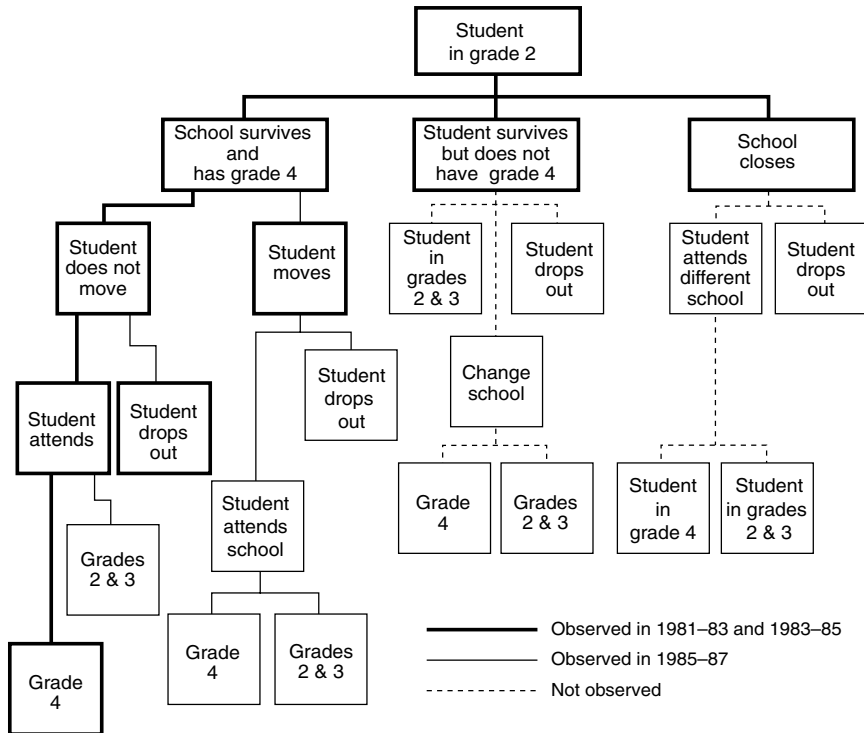 Student
in grade 2
School survives
and
has grade 4
Student survives
but does not
have grade 4
School
closes
Student
does not
move
Student
moves
Student
in
grades
2 & 3
Student
drops
out
Student
attends
different
school
Student
drops
out
Student
attends
Student
drops
out
Student
drops
out
Change
school
Grades
2 & 3
Student
attends
school
Grade
4
Grades
2 & 3
Student
in
grade 4
Student
in grades
2 & 3
Grade
4
Grade
4
Grades
2 & 3
Observed in 1981–83 and 1983–85
Observed in 1985–87
Not observed